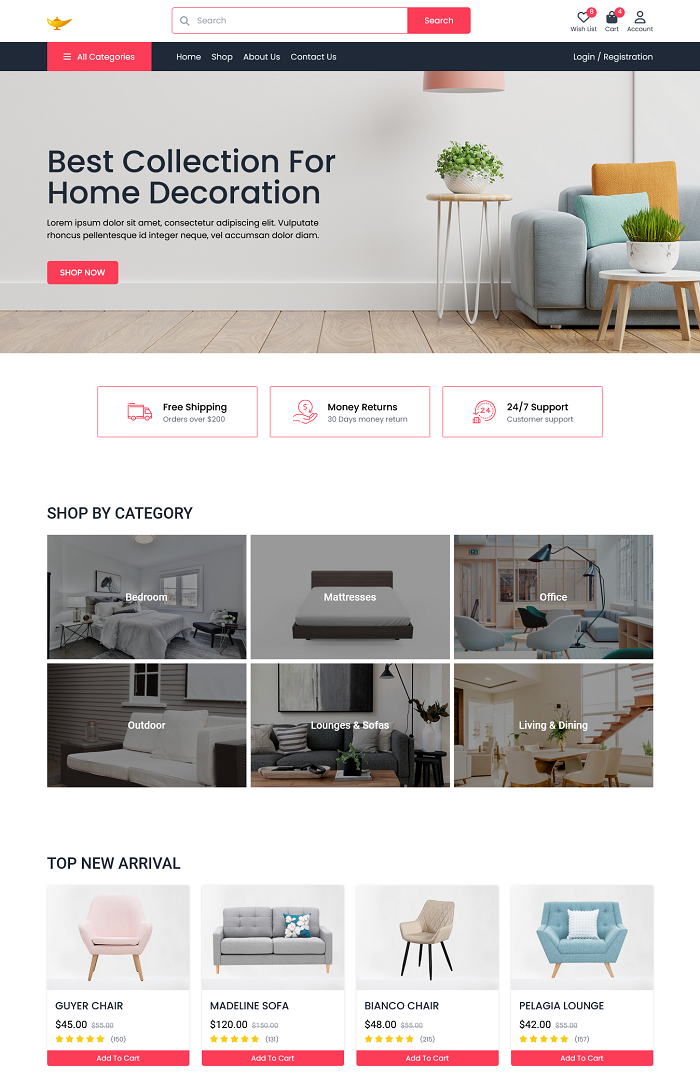 Search
Search
8
4
Wish List
Cart
Account
All Categories
Home
Shop
About Us
Contact Us
Login / Registration
Best Collection For
Home Decoration
Lorem ipsum dolor sit amet, consectetur adipiscing elit. Vulputate
rhoncus pellentesque id integer neque, vel accumsan dolor diam.
SHOP NOW
Free Shipping
Orders over $200
Money Returns
30 Days money return
24
24/7 Support
Customer support
SHOP BY CATEGORY
Bedroom
Mattresses
Office
Outdoor
Lounges & Sofas
Living & Dining
TOP NEW ARRIVAL
GUYER CHAIR
$45.00 $55.00
(150)
Add To Cart
MADELINE SOFA
$120.00 $150.00
(131)
Add To Cart
BIANCO CHAIR
$48.00 $55.00
(215)
Add To Cart
PELAGIA LOUNGE
$42.00 $55.00
(157)
Add To Cart